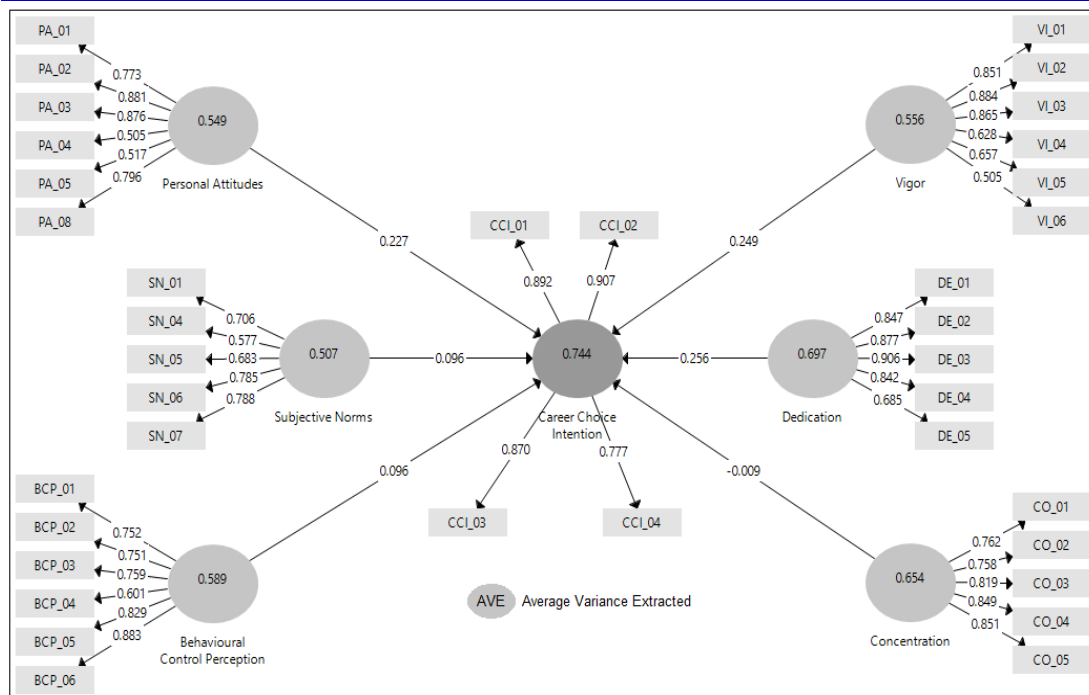 PA_01
PA_02
PA_03
PA_04
PA_05
PA_08
0.773
0.881
0.876
0.505
0.517
0.796
0.549
Personal Attitudes
0.227
VI_01
VI_02
VI_03
VI_04
VI_05
VI_06
0.851
0.884
0.865
0.628
0.657
0.505
0.556
Vigor
0.249
CCI_01
CCI_02
0.892
0.907
SN_01
SN_04
SN_05
SN_06
SN_07
0.706
0.577
0.683
0.785
0.788
0.507
Subjective Norms
0.096
0.744
Career Choice
Intention
0.256
0.697
Dedication
0.847
0.877
0.906
0.842
0.685
DE_01
DE_02
DE_03
DE_04
DE_05
0.870
0.777
CCI_03
CCI_04
0.096
-0.009
BCP_01
BCP_02
BCP_03
BCP_04
BCP_05
BCP_06
0.752
0.751
0.759
0.601
0.829
0.883
0.589
Behavioural
Control Perception
AVE Average Variance Extracted
0.654
Concentration
0.762
0.758
0.819
0.849
0.851
CO_01
CO_02
CO_03
CO_04
CO_05